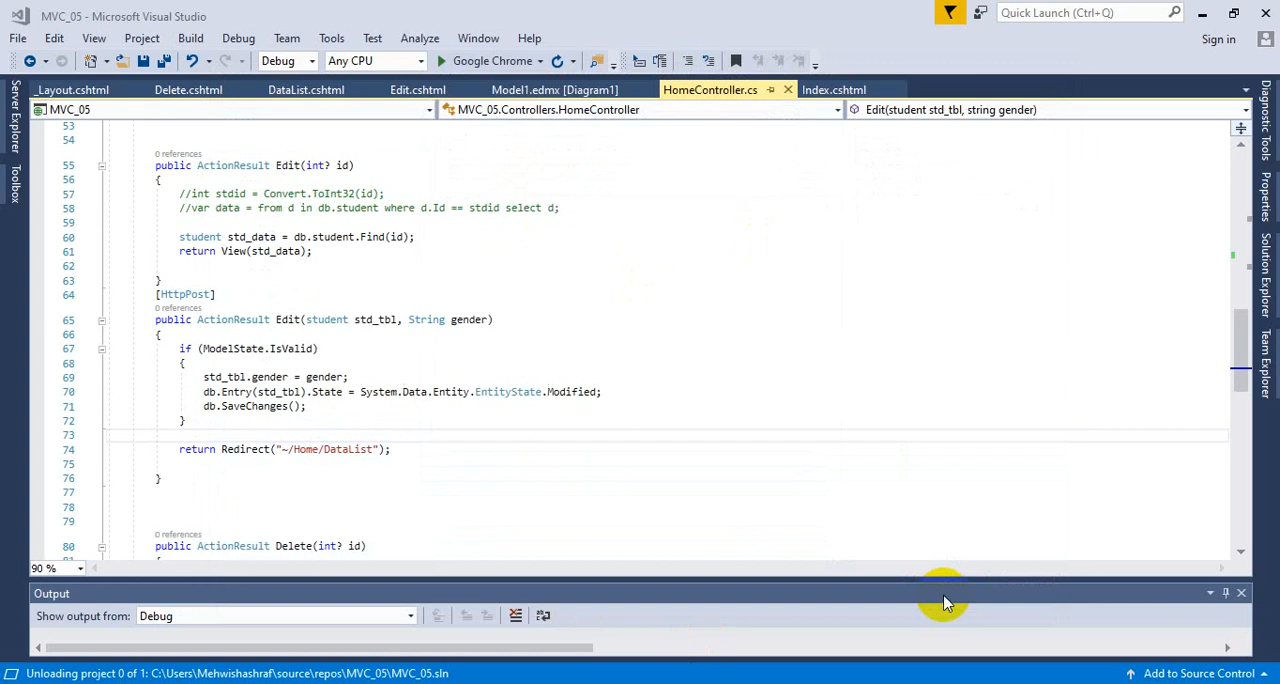 MVC_05 - Microsoft Visual Studio
Quick Launch (Ctrl+Q)
File Edit View Project Build Debug Team Tools Test Analyze Window Help
Sign in
Debug Any CPU Google Chrome
_Layout.cshtml Delete.cshtml DataList.cshtml Edit.cshtml Model1.edmx [Diagram1] HomeController.cs Index.cshtml
MVC_05 MVC_05.Controllers.HomeController Edit(student std_tbl, string gender)
Server Explorer
Toolbox
Diagnostic Tools
Properties
Solution Explorer
Team Explorer
53
54
0 references
55 public ActionResult Edit(int? id)
56 {
57 //int stdid = Convert.ToInt32(id);
58 //var data = from d in db.student where d.Id == stdid select d;
59
60 student std_data = db.student.Find(id);
61 return View(std_data);
62
63 }
64 [HttpPost]
0 references
65 public ActionResult Edit(student std_tbl, String gender)
66 {
67 if (ModelState.IsValid)
68 {
69 std_tbl.gender = gender;
70 db.Entry(std_tbl).State = System.Data.Entity.EntityState.Modified;
71 db.SaveChanges();
72 }
73
74 return Redirect("~/Home/DataList");
75
76 }
77
78
79
0 references
80 public ActionResult Delete(int? id)
81 {
90 %
Output
Show output from: Debug
Unloading project 0 of 1: C:\Users\Mehwishashraf\source\repos\MVC_05\MVC_05.sln
Add to Source Control